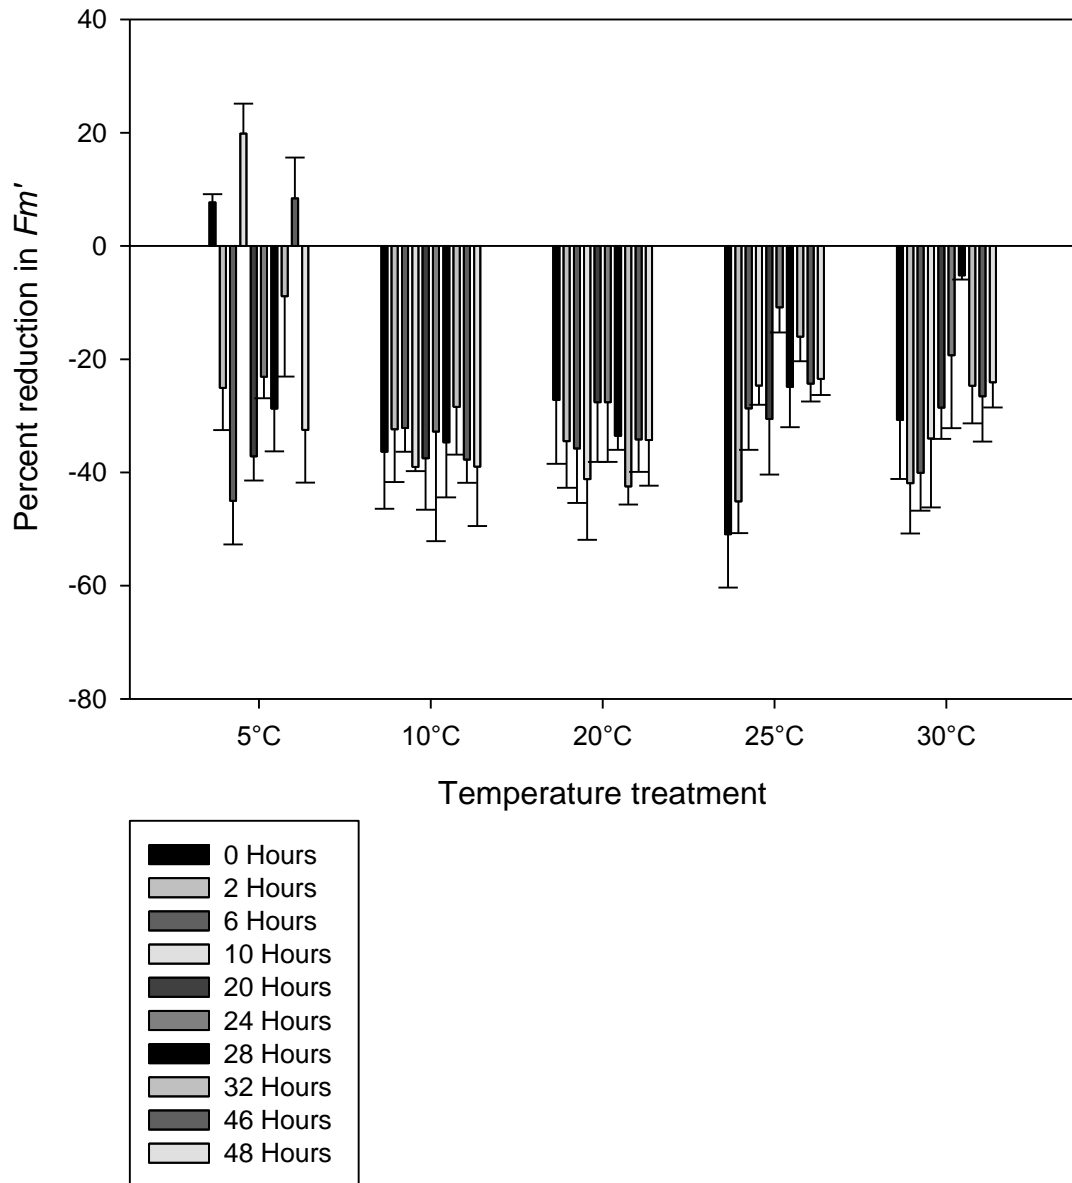 40
20
0
-20
-40
-60
-80
Percent reduction in Fm'
5°C 10°C 20°C 25°C 30°C
Temperature treatment
0 Hours
2 Hours
6 Hours
10 Hours
20 Hours
24 Hours
28 Hours
32 Hours
46 Hours
48 Hours